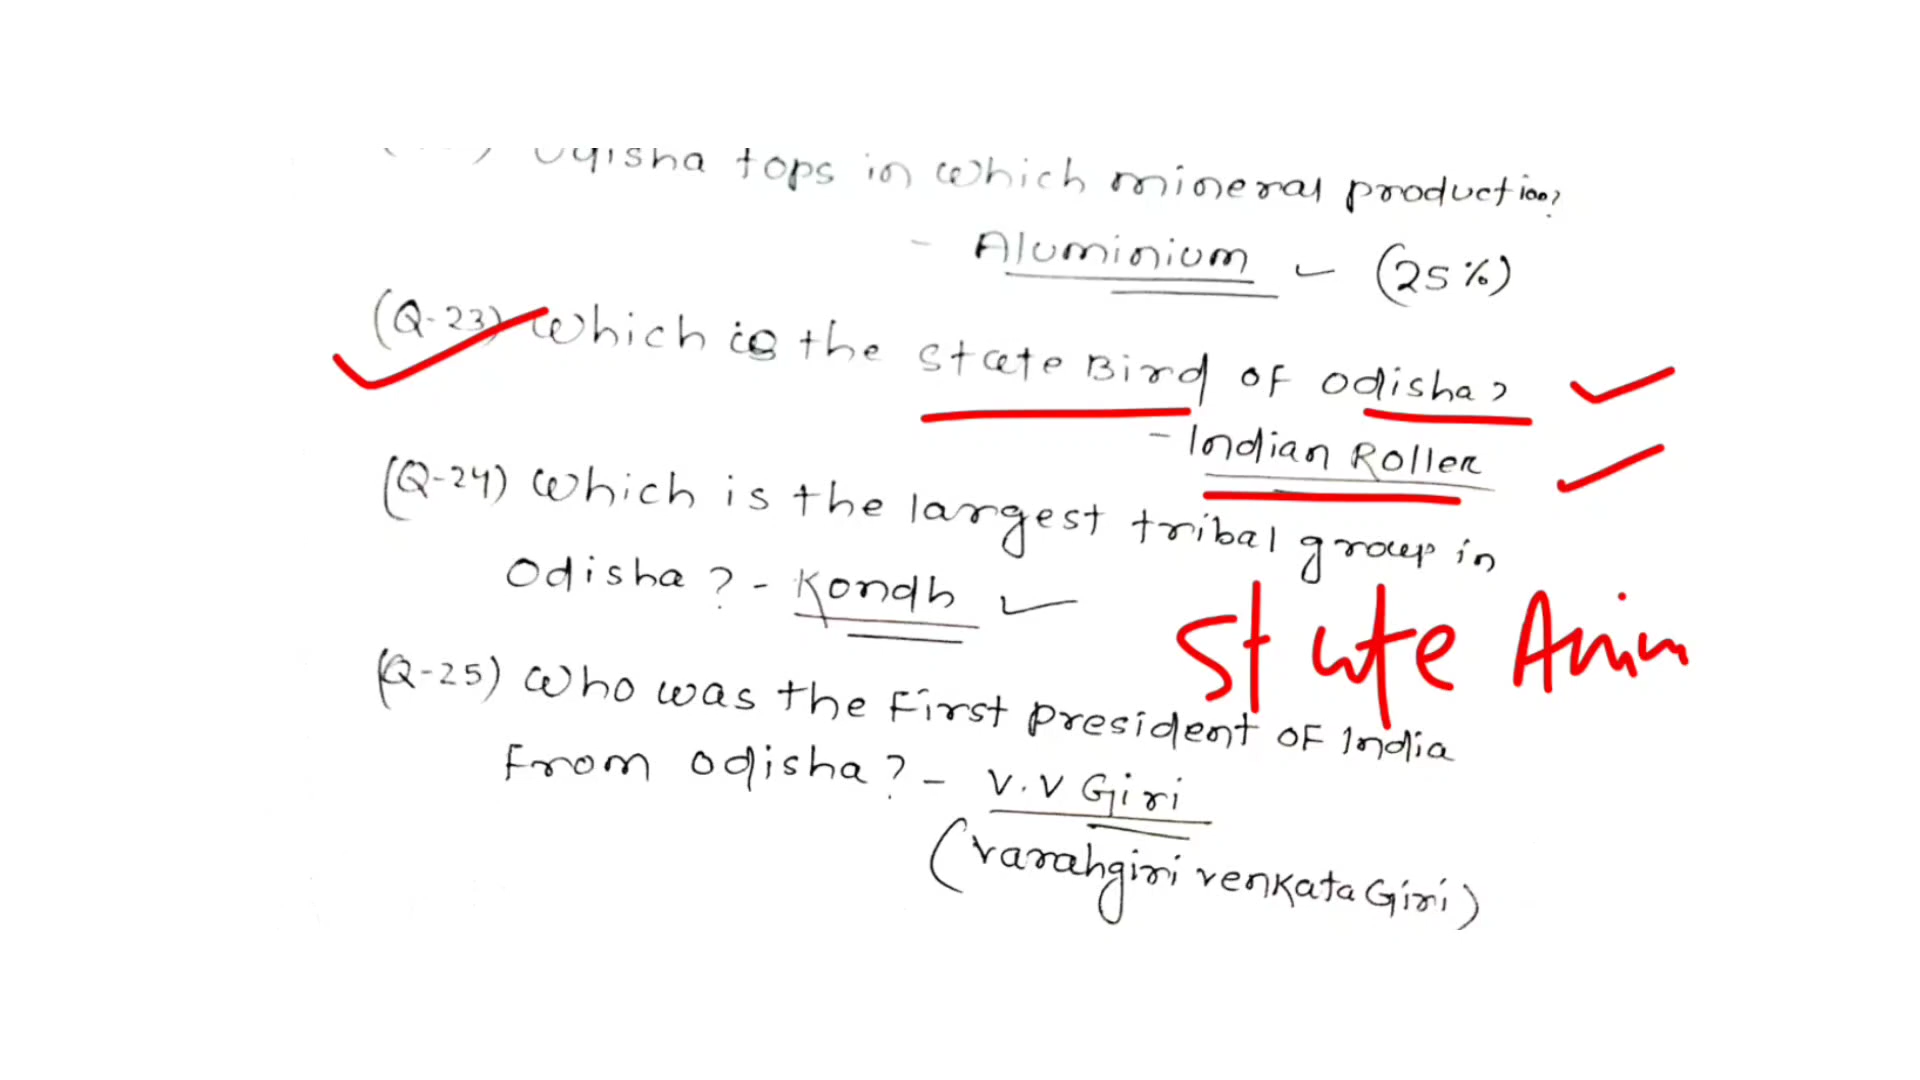 Odisha tops in which mineral production?
- Aluminium (25%)
(Q-23) Which is the state Bird of Odisha?
- Indian Roller
(Q-24) Which is the largest tribal group in
Odisha? - Kondh
State Anim
(Q-25) Who was the First president of India
From Odisha? - V.V Giri
(Varahgiri venkata Giri)